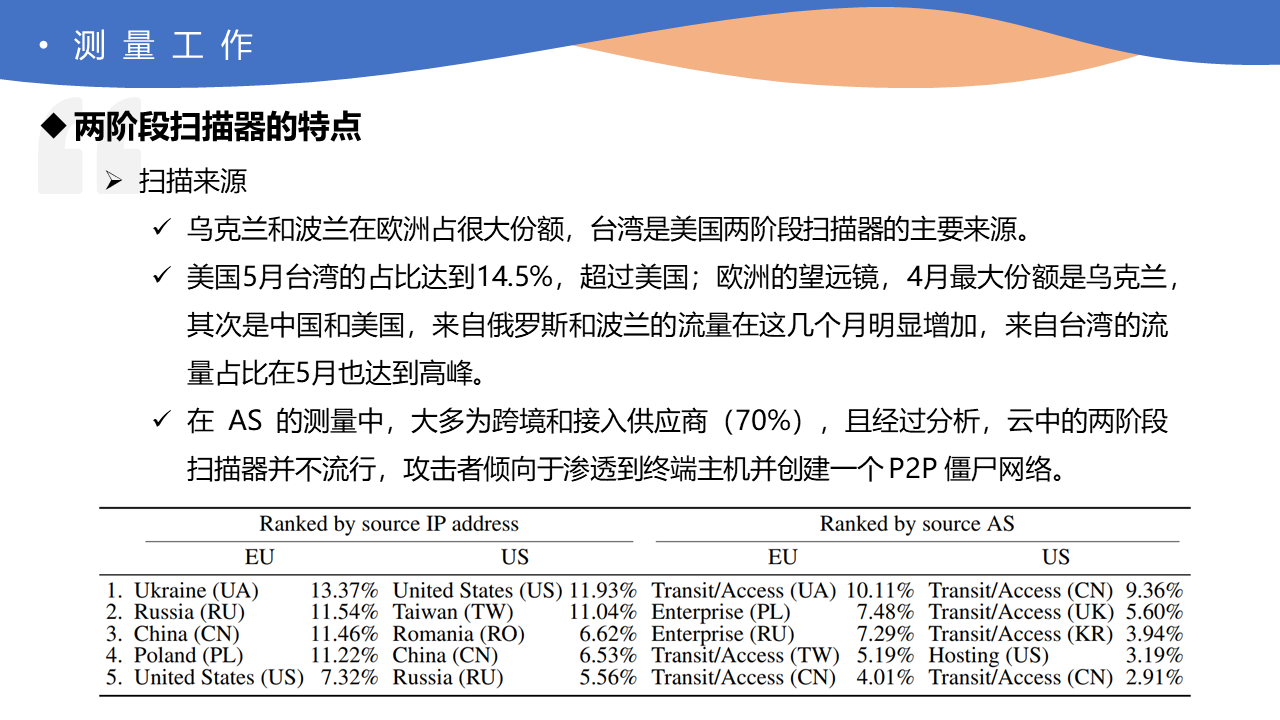 • 测量工作
◆ 两阶段扫描器的特点
➢ 扫描来源
✓ 乌克兰和波兰在欧洲占很大份额，台湾是美国两阶段扫描器的主要来源。
✓ 美国5月台湾的占比达到14.5%，超过美国；欧洲的望远镜，4月最大份额是乌克兰，
其次是中国和美国，来自俄罗斯和波兰的流量在这几个月明显增加，来自台湾的流
量占比在5月也达到高峰。
✓ 在 AS 的测量中，大多为跨境和接入供应商（70%），且经过分析，云中的两阶段
扫描器并不流行，攻击者倾向于渗透到终端主机并创建一个 P2P 僵尸网络。
Ranked by source IP address Ranked by source AS
EU US EU US
1. Ukraine (UA) 13.37% United States (US) 11.93% Transit/Access (UA) 10.11% Transit/Access (CN) 9.36%
2. Russia (RU) 11.54% Taiwan (TW) 11.04% Enterprise (PL) 7.48% Transit/Access (UK) 5.60%
3. China (CN) 11.46% Romania (RO) 6.62% Enterprise (RU) 7.29% Transit/Access (KR) 3.94%
4. Poland (PL) 11.22% China (CN) 6.53% Transit/Access (TW) 5.19% Hosting (US) 3.19%
5. United States (US) 7.32% Russia (RU) 5.56% Transit/Access (CN) 4.01% Transit/Access (CN) 2.91%